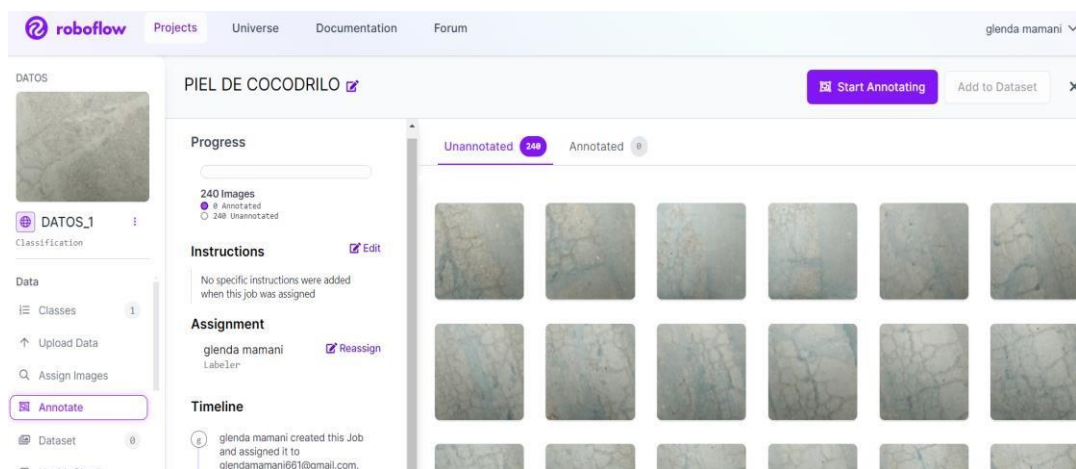 roboflow
Projects
Universe
Documentation
Forum
glenda mamani
DATOS
DATOS_1
Classification
Data
Classes 1
Upload Data
Assign Images
Annotate
Dataset 0
PIEL DE COCODRILO
Start Annotating
Add to Dataset
Progress
240 Images
0 Annotated
240 Unannotated
Instructions
Edit
No specific instructions were added
when this job was assigned
Assignment
glenda mamani
Reassign
Labeler
Timeline
g
glenda mamani created this Job
and assigned it to
glendamamani661@gmail.com.
Unannotated 240
Annotated 0